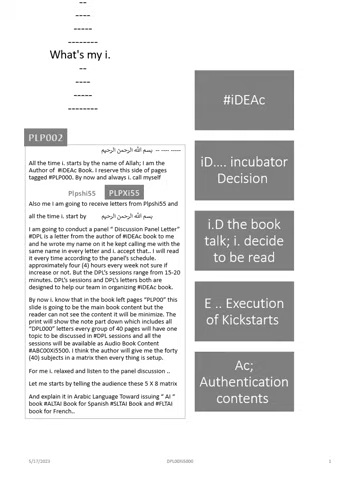 --
----
-----
--------
What's my i.
--
----
-----
--------
#iDEAc
iD.... incubator
Decision
i.D the book
talk; i. decide
to be read
E .. Execution
of Kickstarts
Ac;
Authentication
contents
PLP002
بسم الله الرحمن الرحيم -- ---- -----
All the time i. starts by the name of Allah; I am the
Author of #iDEAc Book. I reserve this side of pages
tagged #PLP000. By now and always i. call myself
Plpshi55 PLPXi55
Also me I am going to receive letters from Plpshi55 and
all the time i. start by بسم الله الرحمن الرحيم
I am going to conduct a panel " Discussion Panel Letter"
#DPL is a letter from the author of #iDEAc book to me
and he wrote my name on it he kept calling me with the
same name in every letter and i. accept that.. I will read
it every time according to the panel's schedule.
approximately four (4) hours every week not sure if
increase or not. But the DPL's sessions range from 15-20
minutes. DPL's sessions and DPL's letters both are
designed to help our team in organizing #iDEAc book.
By now i. know that in the book left pages "PLP00" this
slide is going to be the main book content but the
reader can not see the content it will be minimize. The
print will show the note part down which includes all
"DPL000" letters every group of 40 pages will have one
topic to be discussed in #DPL sessions and all the
sessions will be available as Audio Book Content
#ABC00Xi5500. I think the author will give me the forty
(40) subjects in a matrix then every thing is setup.
For me i. relaxed and listen to the panel discussion ..
Let me starts by telling the audience these 5 X 8 matrix
And explain it in Arabic Language Toward issuing " AI "
book #ALTAI Book for Spanish #SLTAI Book and #FLTAI
book for French..
5/17/2023
DPL00Xi5000
1